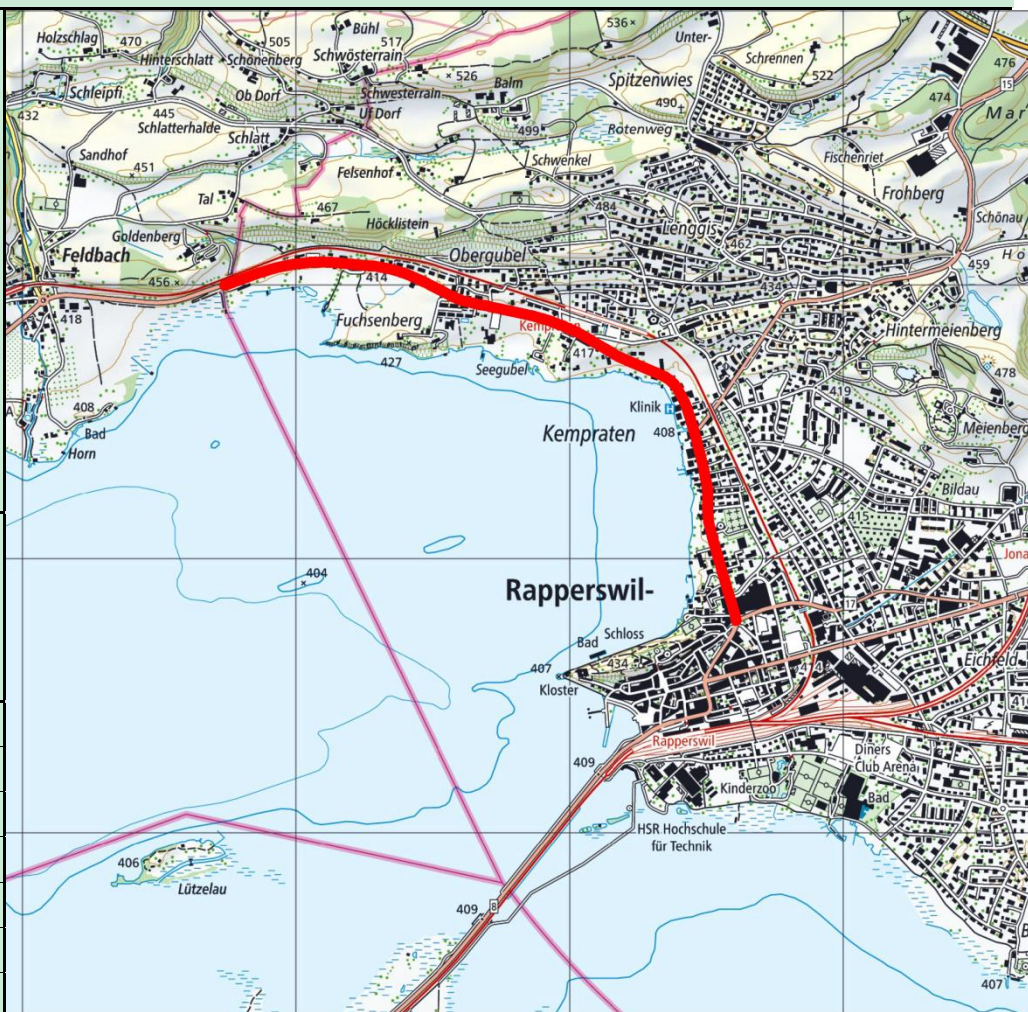 Holzschlag
470
505
Bühl
517
536
Unter-
476
Hinterschlatt
Schönenberg
Schwösterrain
Schrennen
526
Balm
Spitzenwies
522
15
Schleipfi
Ob Dorf
Schwesterrain
490
474
432
445
Uf Dorf
Mar
Schlatterhalde
Schlatt
499
Rotenweg
Sandhof
451
Felsenhof
Schwenkel
Fischenriet
Tal
467
484
Frohberg
Goldenberg
Höcklistein
Lenggis
Schönau
Feldbach
Obergubel
462
459
456
414
434
418
Fuchsenberg
Hintermeienberg
427
Seegubel
417
478
408
Klinik
H
419
Bad
Horn
Kempraten
408
Meienberg
Bildau
415
404
Rapperswil-
Jona
17
Bad
Schloss
407
434
Eichfeld
Kloster
Rapperswil
409
Diners
Club Arena
Kinderzoo
Bad
HSR Hochschule
für Technik
406
Lützelau
409
8
407